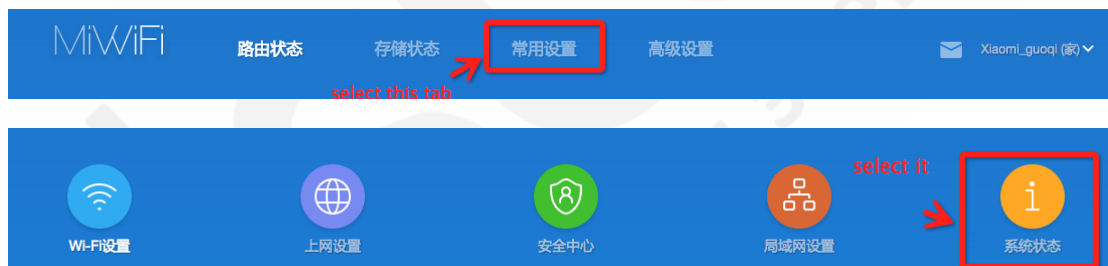 MiWiFi 路由状态 存储状态 常用设置 高级设置 Xiaomi_guoqi (家)
select this tab
select it
Wi-Fi设置 上网设置 安全中心 局域网设置 系统状态